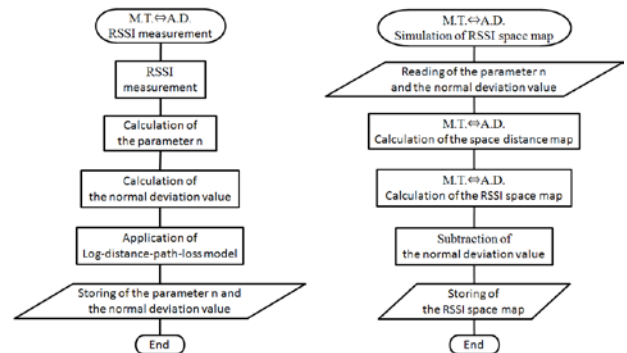 M.T.⇔A.D.
RSSI measurement
RSSI
measurement
Calculation of
the parameter n
Calculation of
the normal deviation value
Application of
Log-distance-path-loss model
Storing of the parameter n and
the normal deviation value
End
M.T.⇔A.D.
Simulation of RSSI space map
Reading of the parameter n
and the normal deviation value
M.T.⇔A.D.
Calculation of the space distance map
M.T.⇔A.D.
Calculation of the RSSI space map
Subtraction of
the normal deviation value
Storing of
the RSSI space map
End